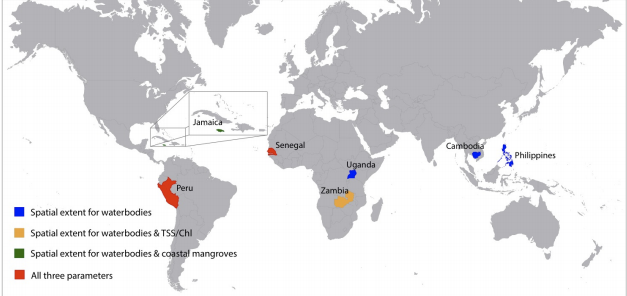 Jamaica
Senegal
Cambodia
Philippines
Uganda
Peru
Zambia
Spatial extent for waterbodies
Spatial extent for waterbodies & TSS/Chl
Spatial extent for waterbodies & coastal mangroves
All three parameters